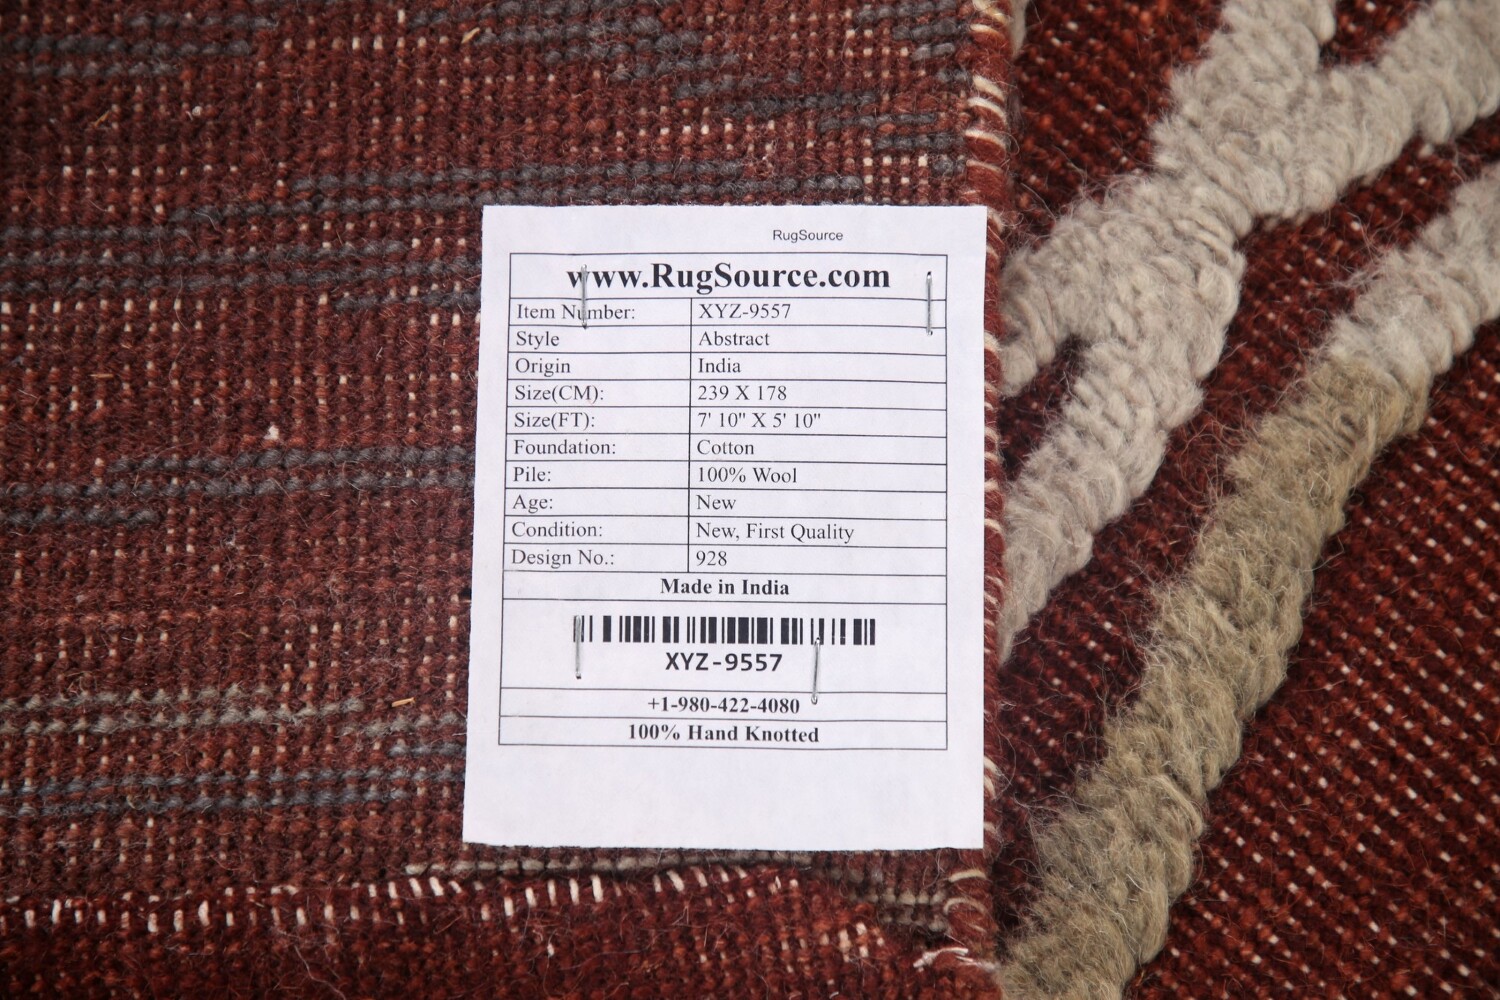 RugSource
www.RugSource.com
Item Number: XYZ-9557
Style Abstract
Origin India
Size(CM): 239 X 178
Size(FT): 7' 10" X 5' 10"
Foundation: Cotton
Pile: 100% Wool
Age: New
Condition: New, First Quality
Design No.: 928
Made in India
XYZ-9557
+1-980-422-4080
100% Hand Knotted